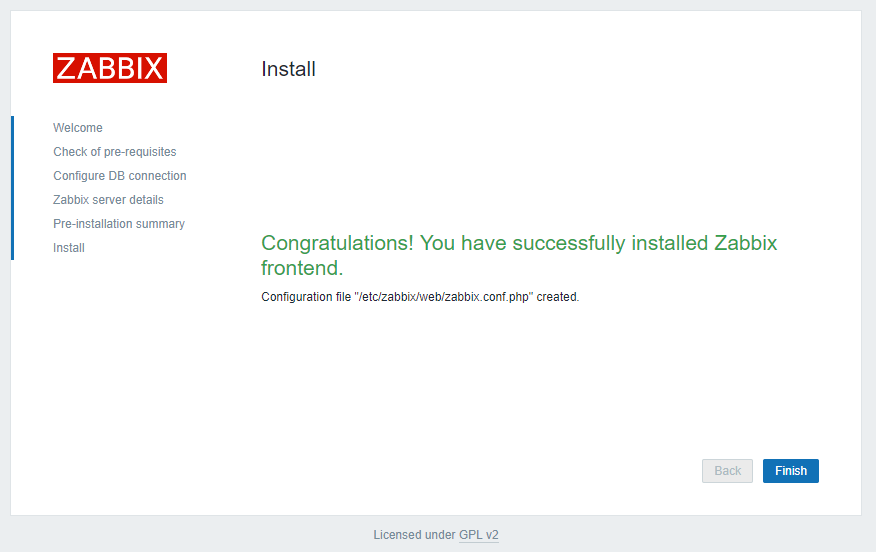 ZABBIX
Install
Welcome
Check of pre-requisites
Configure DB connection
Zabbix server details
Pre-installation summary
Install
Congratulations! You have successfully installed Zabbix
frontend.
Configuration file "/etc/zabbix/web/zabbix.conf.php" created.
Back
Finish
Licensed under GPL v2